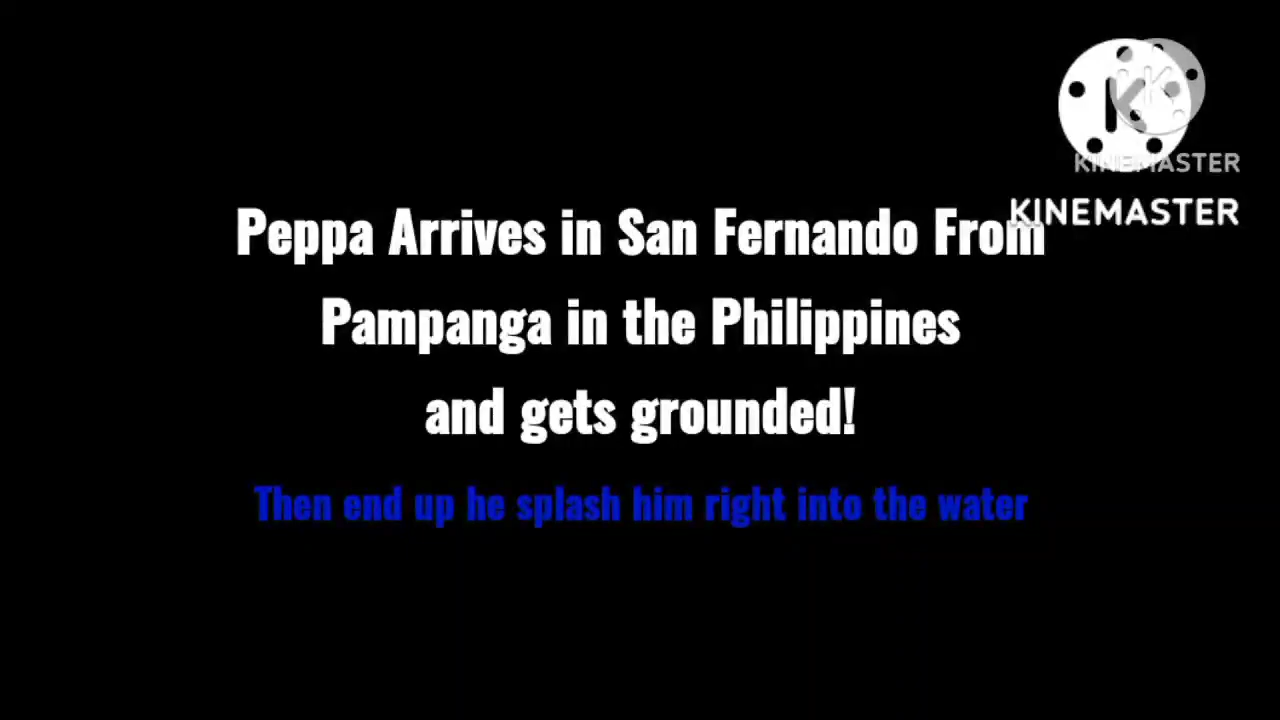 KINEMASTER
KINEMASTER
Peppa Arrives in San Fernando From
Pampanga in the Philippines
and gets grounded!
Then end up he splash him right into the water